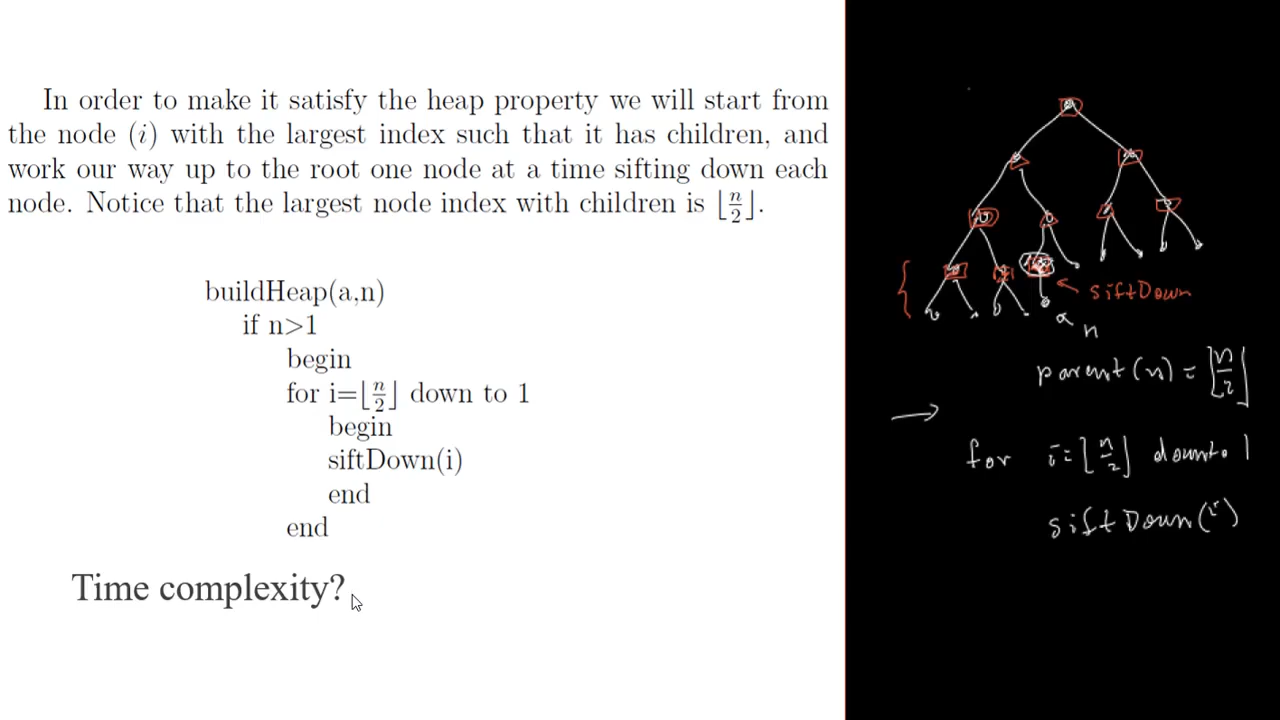 In order to make it satisfy the heap property we will start from
the node (i) with the largest index such that it has children, and
work our way up to the root one node at a time sifting down each
node. Notice that the largest node index with children is ⌊n/2⌋.
buildHeap(a,n)
if n>1
begin
for i=⌊n/2⌋ down to 1
begin
siftDown(i)
end
end
Time complexity?
siftDown
n
parent(n) = ⌊n/2⌋
for i=⌊n/2⌋ downto 1
siftDown(i)